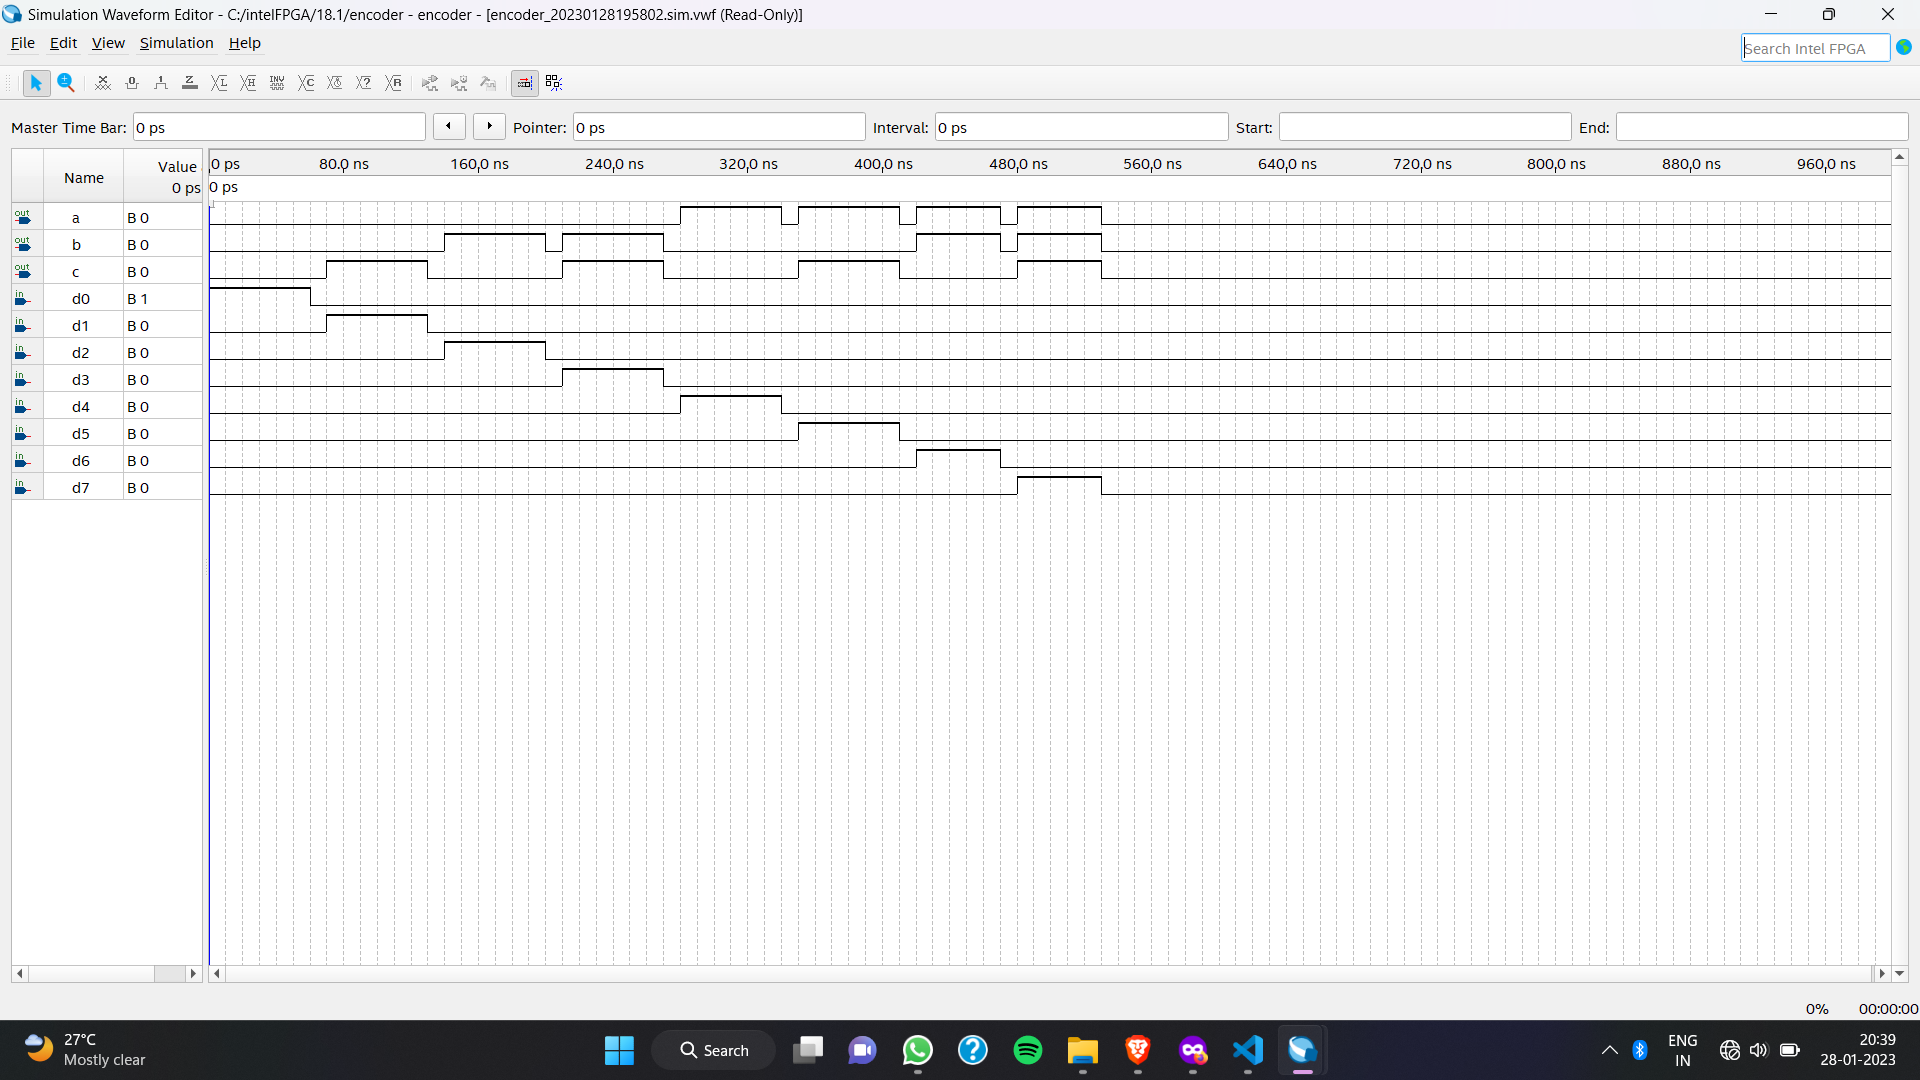 Simulation Waveform Editor - C:/intelFPGA/18.1/encoder - encoder - [encoder_20230128195802.sim.vwf (Read-Only)]
File Edit View Simulation Help
Search Intel FPGA
Master Time Bar: 0 ps Pointer: 0 ps Interval: 0 ps Start: End:
Name Value 0 ps
0 ps 80.0 ns 160.0 ns 240.0 ns 320.0 ns 400.0 ns 480.0 ns 560.0 ns 640.0 ns 720.0 ns 800.0 ns 880.0 ns 960.0 ns
0 ps
out a B 0
out b B 0
out c B 0
in d0 B 1
in d1 B 0
in d2 B 0
in d3 B 0
in d4 B 0
in d5 B 0
in d6 B 0
in d7 B 0
0% 00:00:00
27°C
Mostly clear
Search
ENG
IN
20:39
28-01-2023